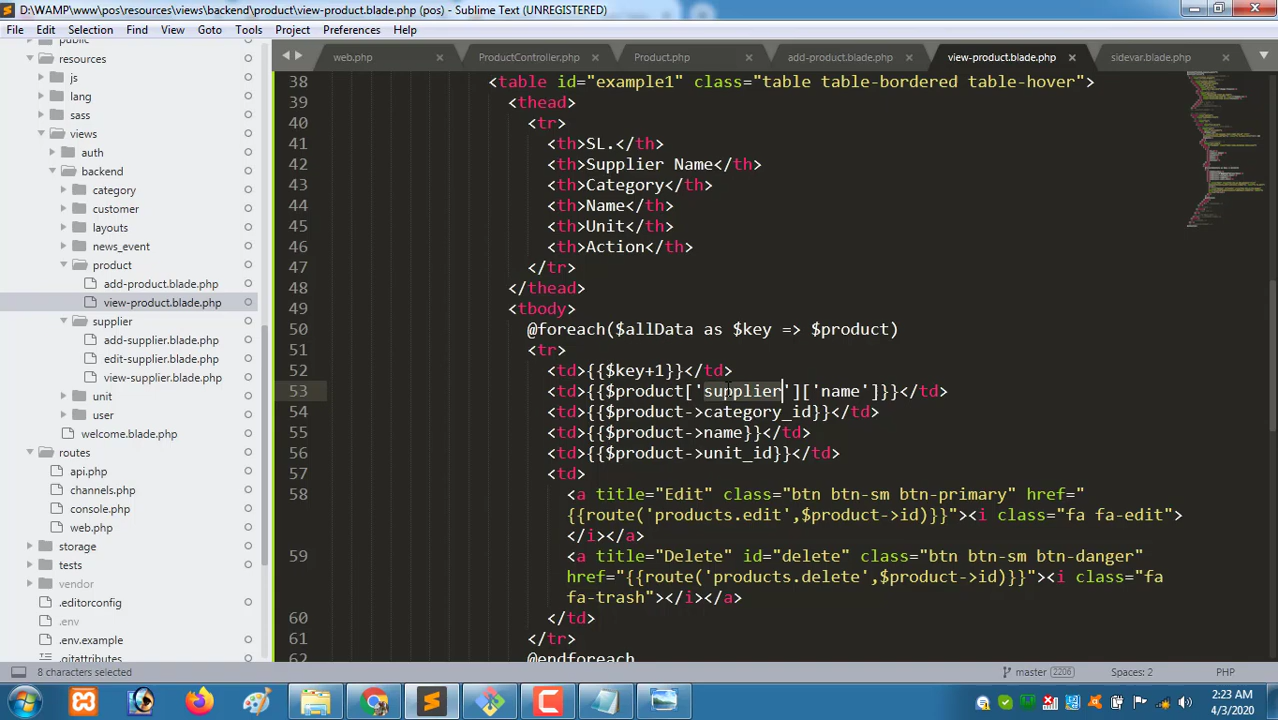 D:\WAMP\www\pos\resources\views\backend\product\view-product.blade.php (pos) - Sublime Text (UNREGISTERED)
File Edit Selection Find View Goto Tools Project Preferences Help
web.php × ProductController.php × Product.php × add-product.blade.php × view-product.blade.php × sidevar.blade.php ×
public
resources
js
lang
sass
views
auth
backend
category
customer
layouts
news_event
product
add-product.blade.php
view-product.blade.php
supplier
add-supplier.blade.php
edit-supplier.blade.php
view-supplier.blade.php
unit
user
welcome.blade.php
routes
api.php
channels.php
console.php
web.php
storage
tests
vendor
.editorconfig
.env
.env.example
.gitattributes
38 <table id="example1" class="table table-bordered table-hover">
39 <thead>
40 <tr>
41 <th>SL.</th>
42 <th>Supplier Name</th>
43 <th>Category</th>
44 <th>Name</th>
45 <th>Unit</th>
46 <th>Action</th>
47 </tr>
48 </thead>
49 <tbody>
50 @foreach($allData as $key => $product)
51 <tr>
52 <td>{{$key+1}}</td>
53 <td>{{$product['supplier']['name']}}</td>
54 <td>{{$product->category_id}}</td>
55 <td>{{$product->name}}</td>
56 <td>{{$product->unit_id}}</td>
57 <td>
58 <a title="Edit" class="btn btn-sm btn-primary" href="
{{route('products.edit',$product->id)}}"><i class="fa fa-edit">
</i></a>
59 <a title="Delete" id="delete" class="btn btn-sm btn-danger"
href="{{route('products.delete',$product->id)}}"><i class="fa
fa-trash"></i></a>
60 </td>
61 </tr>
62 @endforeach
8 characters selected
master 2206
Spaces: 2
PHP
2:23 AM
4/3/2020